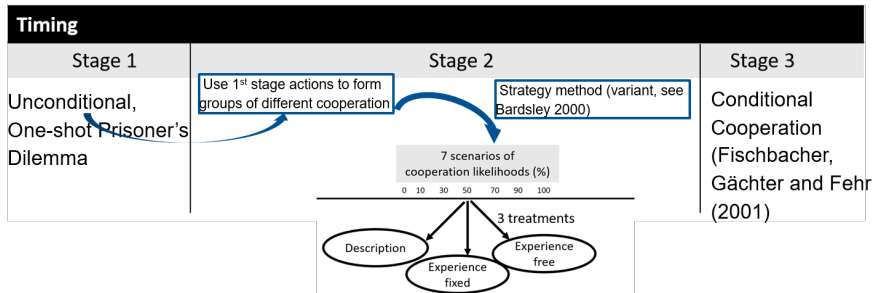 Timing
Stage 1
Stage 2
Stage 3
Unconditional,
One-shot Prisoner's
Dilemma
Use 1st stage actions to form
groups of different cooperation
Strategy method (variant, see
Bardsley 2000)
7 scenarios of
cooperation likelihoods (%)
0 10 30 50 70 90 100
3 treatments
Description
Experience
fixed
Experience
free
Conditional
Cooperation
(Fischbacher,
Gächter and Fehr
(2001)